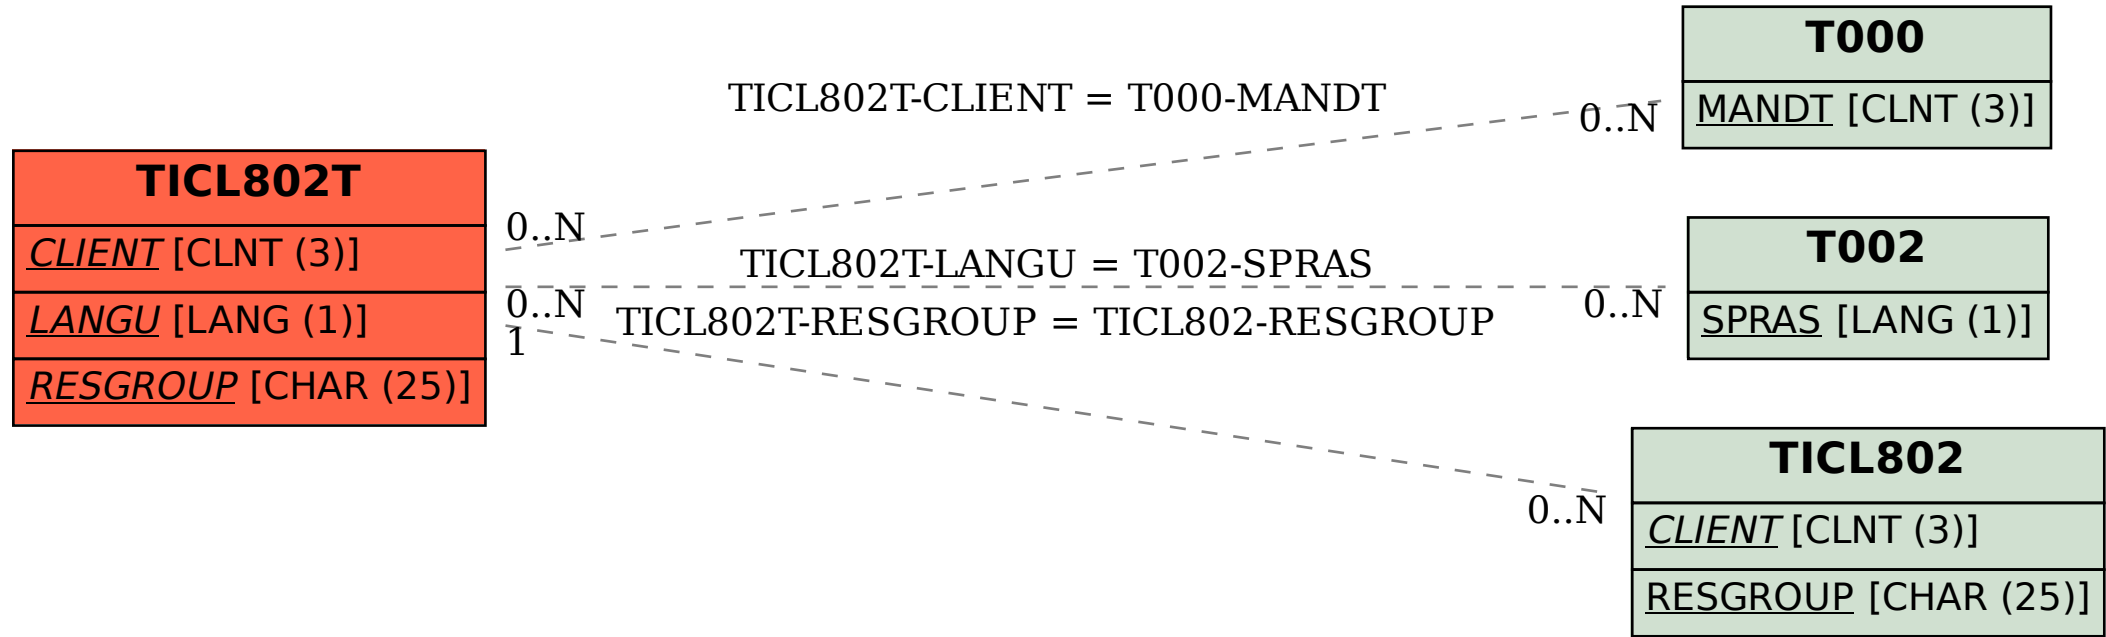 TICL802T
CLIENT [CLNT (3)]
LANGU [LANG (1)]
RESGROUP [CHAR (25)]
TICL802T-CLIENT = T000-MANDT
0..N
0..N
TICL802T-LANGU = T002-SPRAS
0..N
0..N
TICL802T-RESGROUP = TICL802-RESGROUP
1
0..N
T000
MANDT [CLNT (3)]
T002
SPRAS [LANG (1)]
TICL802
CLIENT [CLNT (3)]
RESGROUP [CHAR (25)]